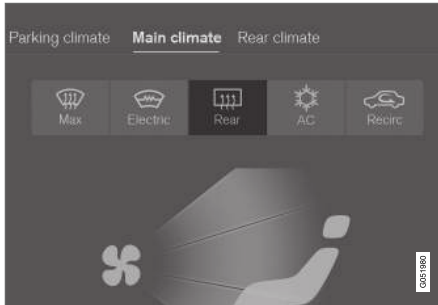 Parking climate Main climate Rear climate
Max Electric Rear AC Recirc
G051980